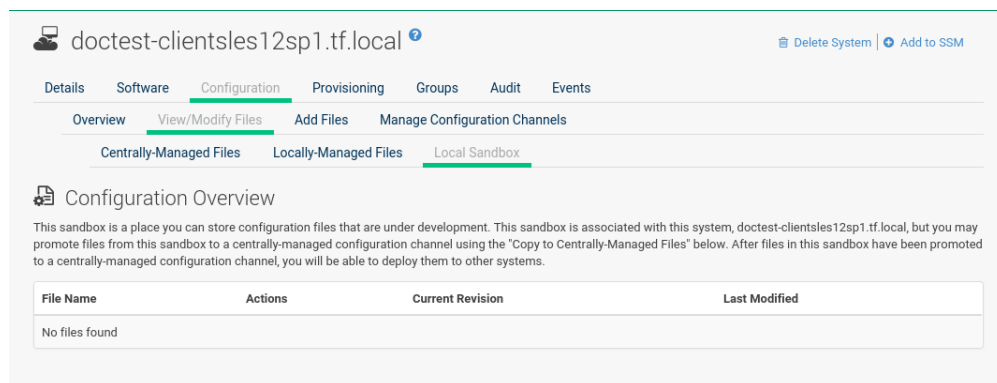 doctest-clientsles12sp1.tf.local ?
Delete System | Add to SSM
Details Software Configuration Provisioning Groups Audit Events
Overview View/Modify Files Add Files Manage Configuration Channels
Centrally-Managed Files Locally-Managed Files Local Sandbox
Configuration Overview
This sandbox is a place you can store configuration files that are under development. This sandbox is associated with this system, doctest-clientsles12sp1.tf.local, but you may
promote files from this sandbox to a centrally-managed configuration channel using the "Copy to Centrally-Managed Files" below. After files in this sandbox have been promoted
to a centrally-managed configuration channel, you will be able to deploy them to other systems.
File Name Actions Current Revision Last Modified
No files found